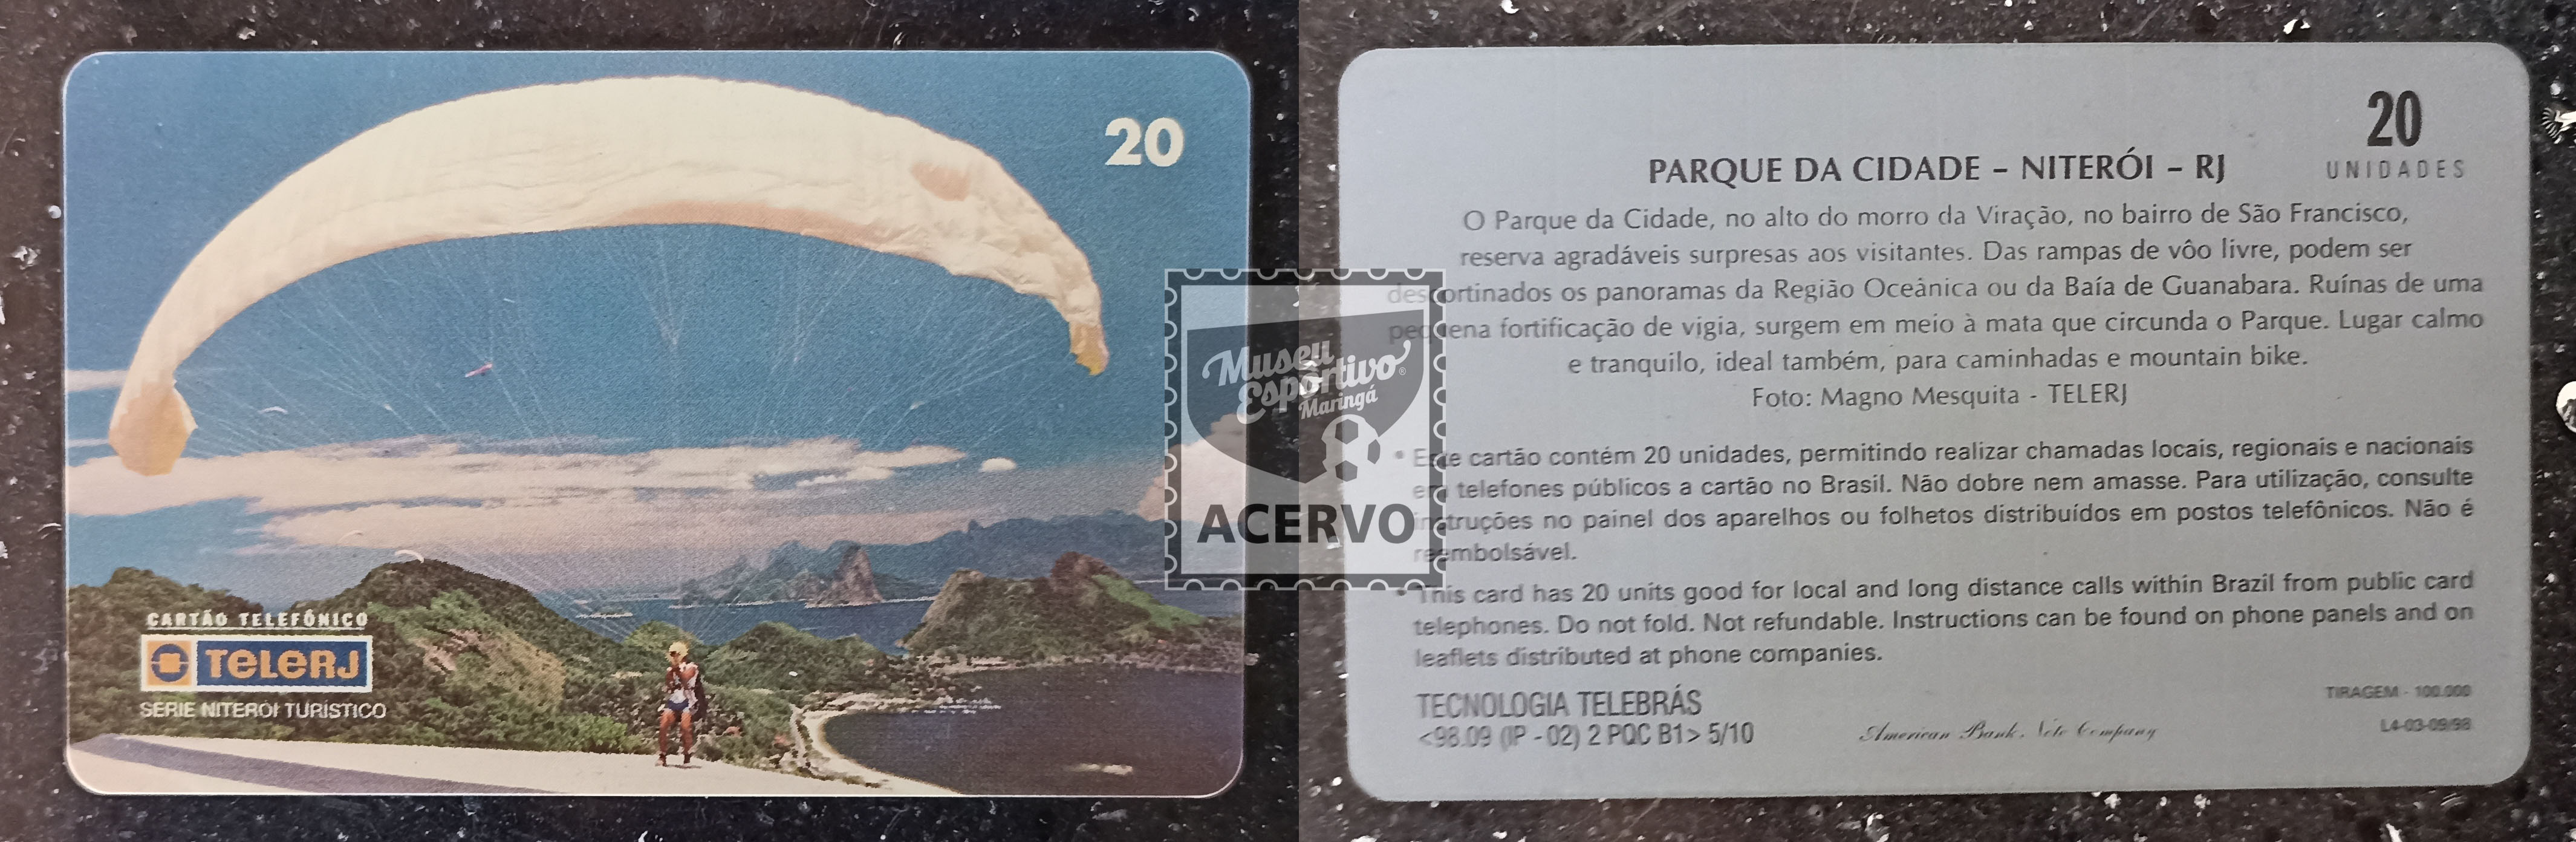 20
CARTÃO TELEFÔNICO
TELERJ
SÉRIE NITERÓI TURÍSTICO
Museu
Esportivo®
Maringá
ACERVO
20
UNIDADES
PARQUE DA CIDADE – NITERÓI – RJ
O Parque da Cidade, no alto do morro da Viração, no bairro de São Francisco,
reserva agradáveis surpresas aos visitantes. Das rampas de vôo livre, podem ser
descortinados os panoramas da Região Oceânica ou da Baía de Guanabara. Ruínas de uma
pequena fortificação de vigia, surgem em meio à mata que circunda o Parque. Lugar calmo
e tranquilo, ideal também, para caminhadas e mountain bike.
Foto: Magno Mesquita - TELERJ
• Este cartão contém 20 unidades, permitindo realizar chamadas locais, regionais e nacionais
em telefones públicos a cartão no Brasil. Não dobre nem amasse. Para utilização, consulte
instruções no painel dos aparelhos ou folhetos distribuídos em postos telefônicos. Não é
reembolsável.
• This card has 20 units good for local and long distance calls within Brazil from public card
telephones. Do not fold. Not refundable. Instructions can be found on phone panels and on
leaflets distributed at phone companies.
TECNOLOGIA TELEBRÁS
<98.09 (IP - 02) 2 PQC B1> 5/10
American Bank Note Company
TIRAGEM - 100.000
L4-03-09/98